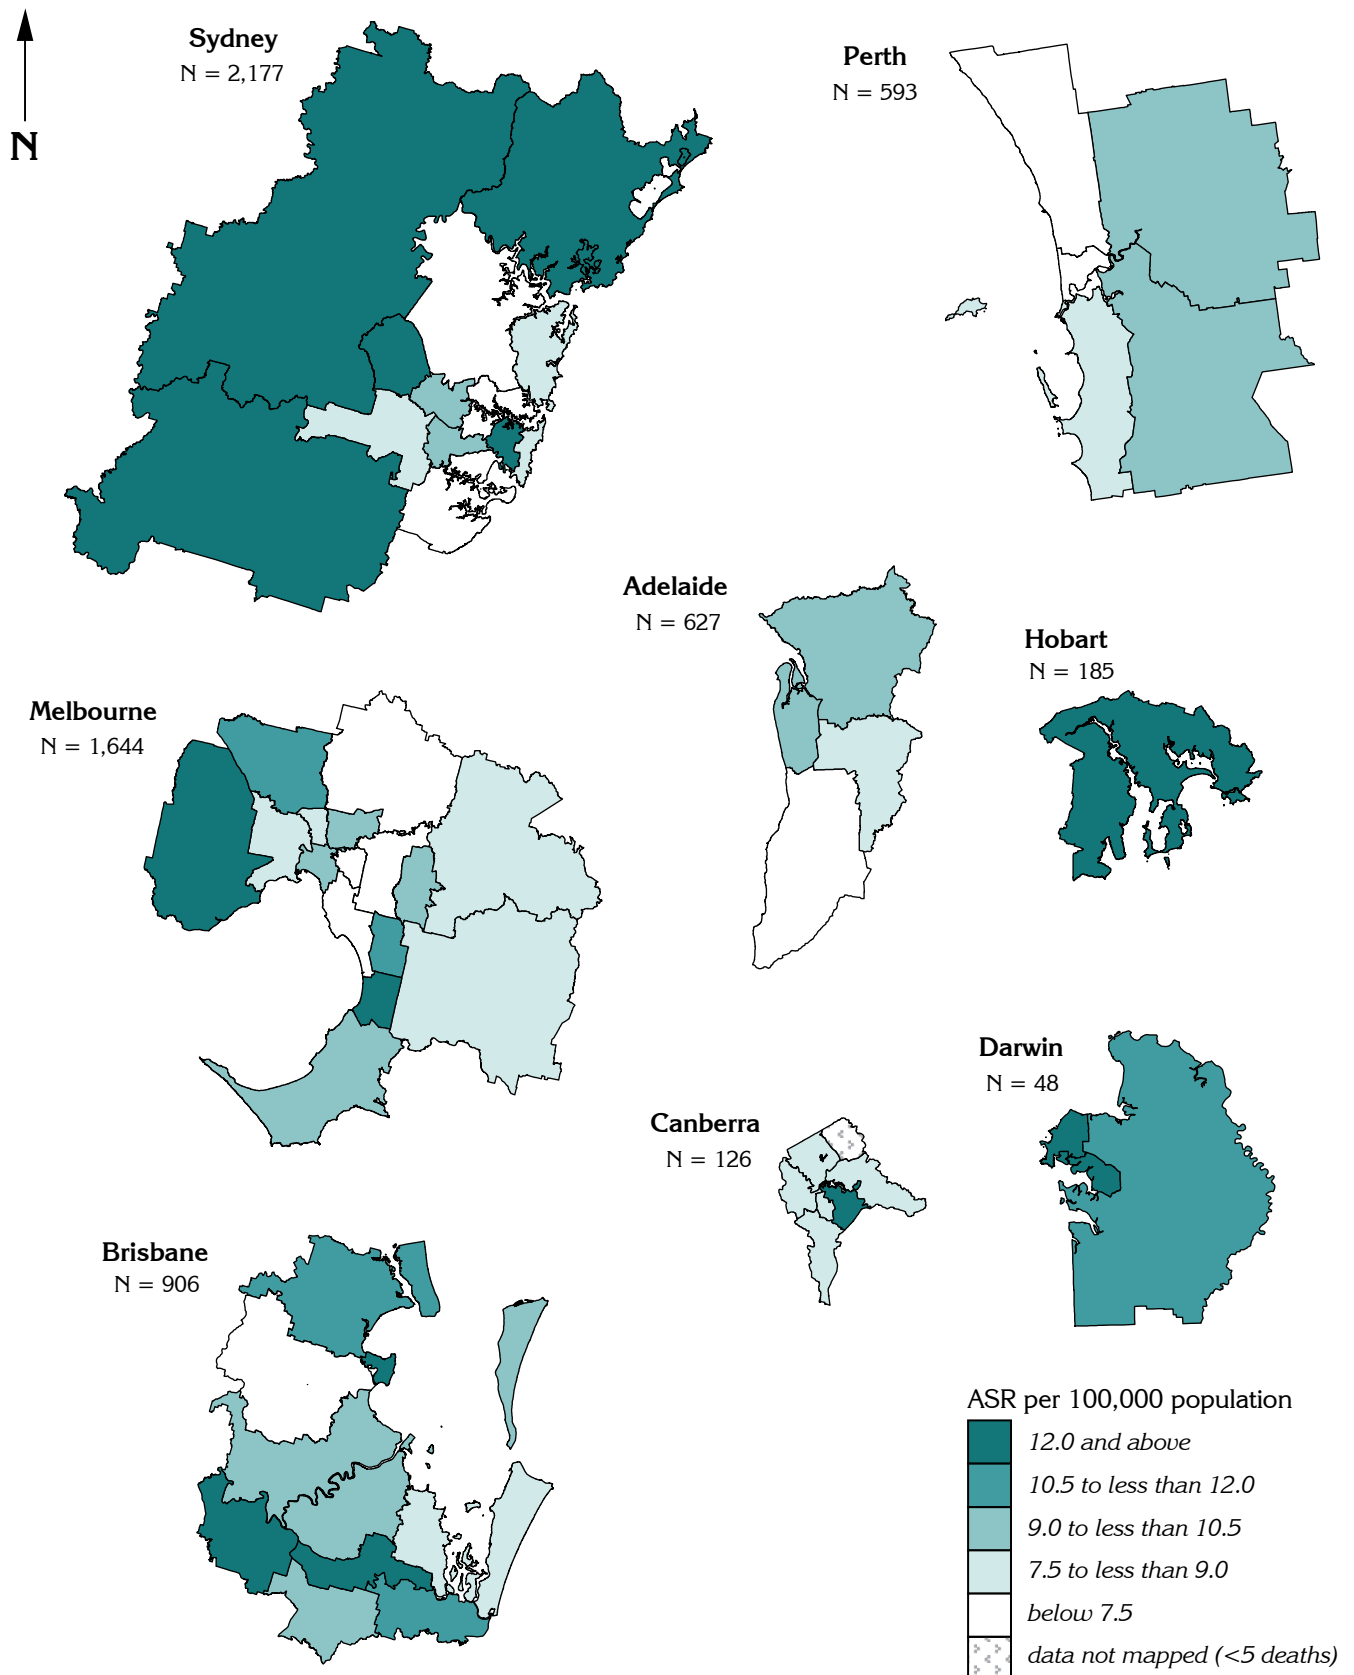 Sydney
N = 2,177
Perth
N = 593
N
Adelaide
N = 627
Hobart
N = 185
Melbourne
N = 1,644
Darwin
N = 48
Canberra
N = 126
Brisbane
N = 906
ASR per 100,000 population
12.0 and above
10.5 to less than 12.0
9.0 to less than 10.5
7.5 to less than 9.0
below 7.5
data not mapped (<5 deaths)